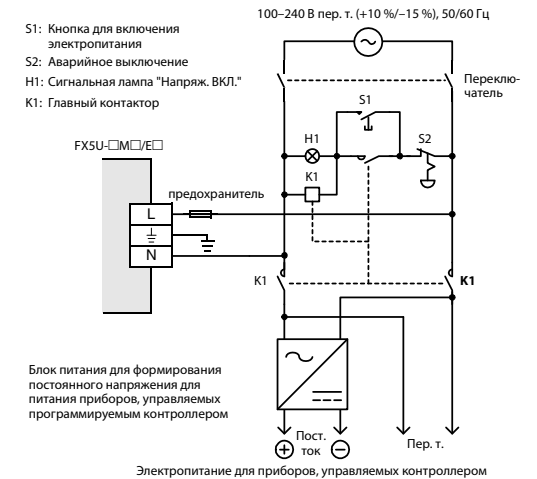 100–240 В пер. т. (+10 %/–15 %), 50/60 Гц
S1: Кнопка для включения
электропитания
S2: Аварийное выключение
H1: Сигнальная лампа "Напряж. ВКЛ."
K1: Главный контактор
Переклю-
чатель
S1
H1
S2
K1
FX5U-□M□/E□
предохранитель
L
N
K1
K1
Блок питания для формирования
постоянного напряжения для
питания приборов, управляемых
программируемым контроллером
Пост.
ток
Пер. т.
Электропитание для приборов, управляемых контроллером